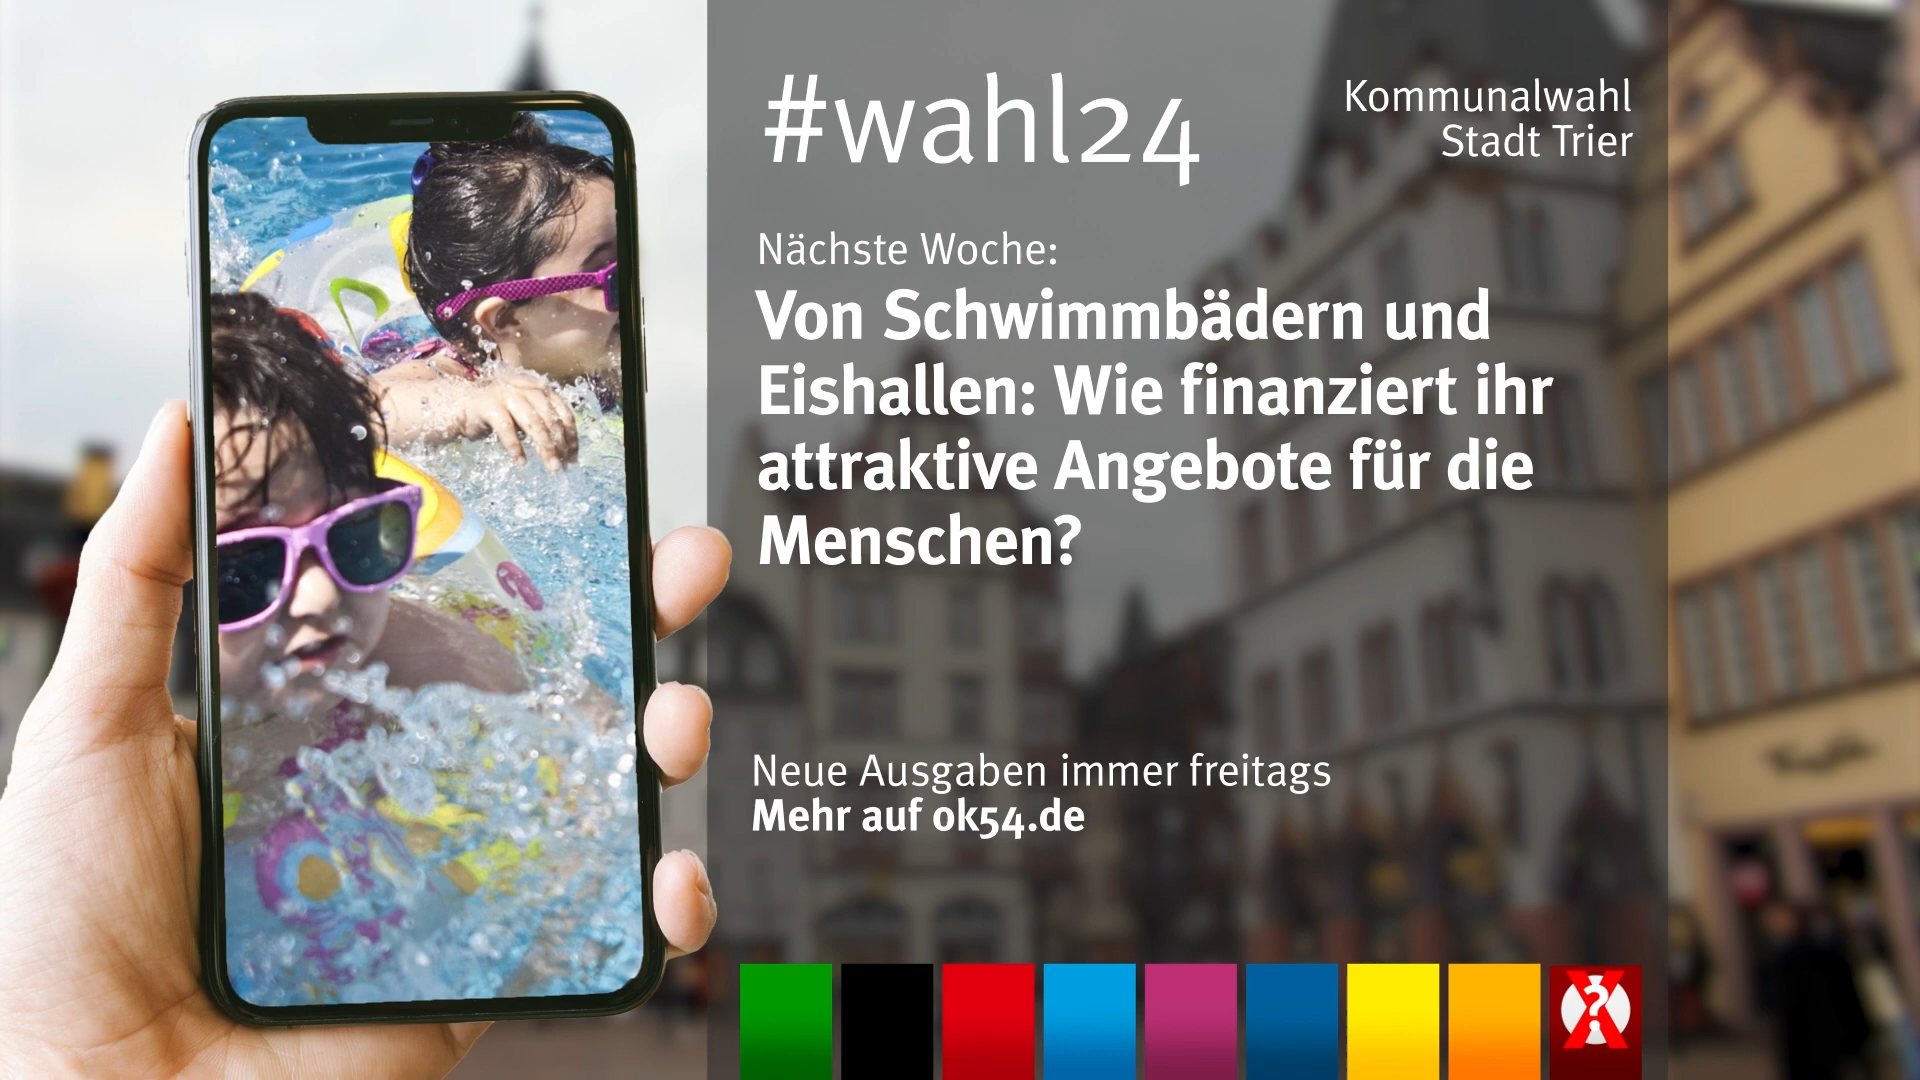 #wahl24
Kommunalwahl
Stadt Trier
Nächste Woche:
Von Schwimmbädern und
Eishallen: Wie finanziert ihr
attraktive Angebote für die
Menschen?
Neue Ausgaben immer freitags
Mehr auf ok54.de
?